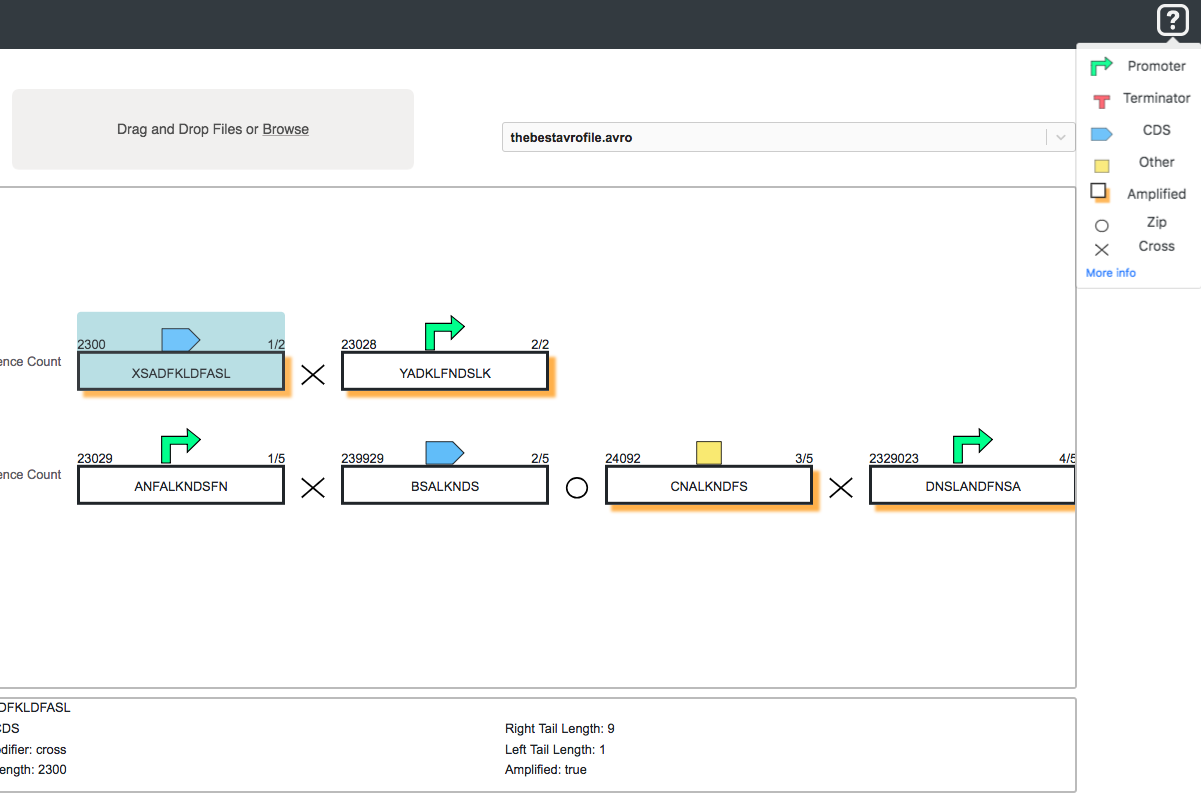 ?
Promoter
Terminator
CDS
Other
Amplified
Zip
Cross
More info
Drag and Drop Files or Browse
thebestavrofile.avro
2300 1/2 23028 2/2
ence Count XSADFKLDFASL YADKLFNDSLK
23029 1/5 239929 2/5 24092 3/5 2329023 4/5
ence Count ANFALKNDSFN BSALKNDS CNALKNDFS DNSLANDFNSA
DFKLDFASL
CDS Right Tail Length: 9
difier: cross Left Tail Length: 1
ength: 2300 Amplified: true